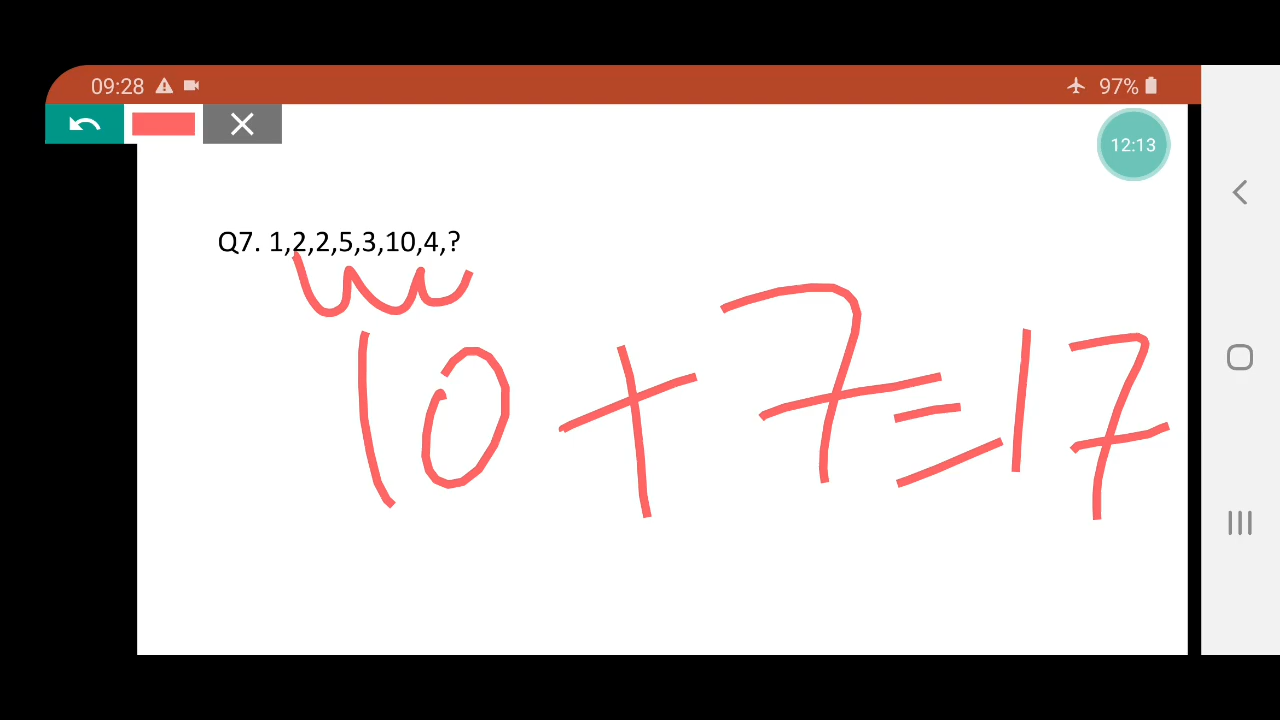 09:28
97%
12:13
Q7. 1,2,2,5,3,10,4,?
10 + 7 = 17